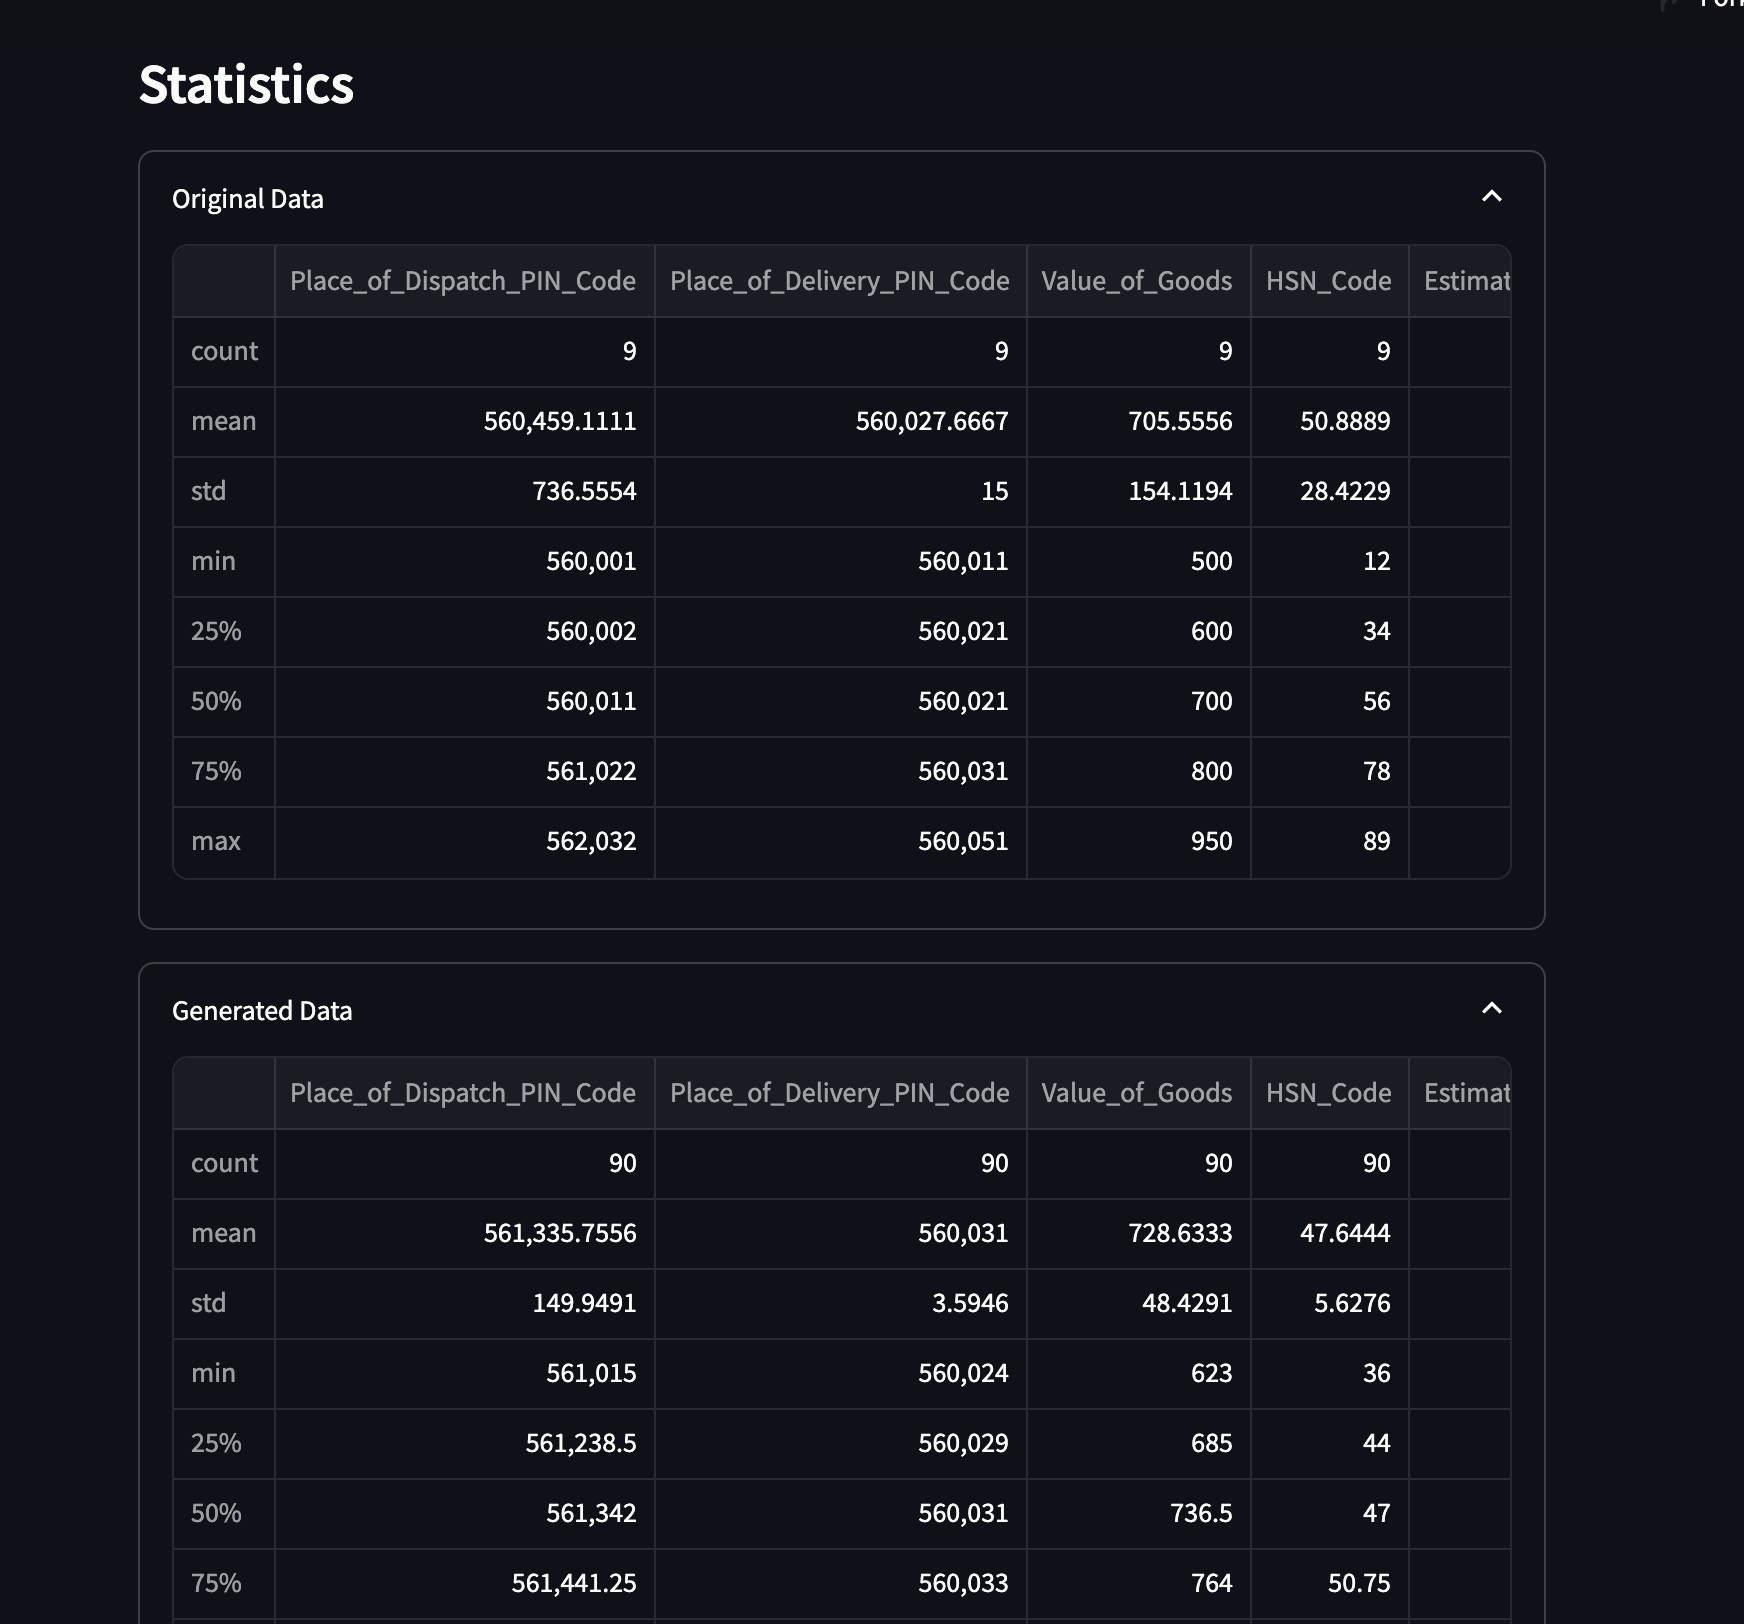 Statistics
Original Data
Place_of_Dispatch_PIN_Code Place_of_Delivery_PIN_Code Value_of_Goods HSN_Code Estimat
count 9 9 9 9
mean 560,459.1111 560,027.6667 705.5556 50.8889
std 736.5554 15 154.1194 28.4229
min 560,001 560,011 500 12
25% 560,002 560,021 600 34
50% 560,011 560,021 700 56
75% 561,022 560,031 800 78
max 562,032 560,051 950 89
Generated Data
Place_of_Dispatch_PIN_Code Place_of_Delivery_PIN_Code Value_of_Goods HSN_Code Estimat
count 90 90 90 90
mean 561,335.7556 560,031 728.6333 47.6444
std 149.9491 3.5946 48.4291 5.6276
min 561,015 560,024 623 36
25% 561,238.5 560,029 685 44
50% 561,342 560,031 736.5 47
75% 561,441.25 560,033 764 50.75